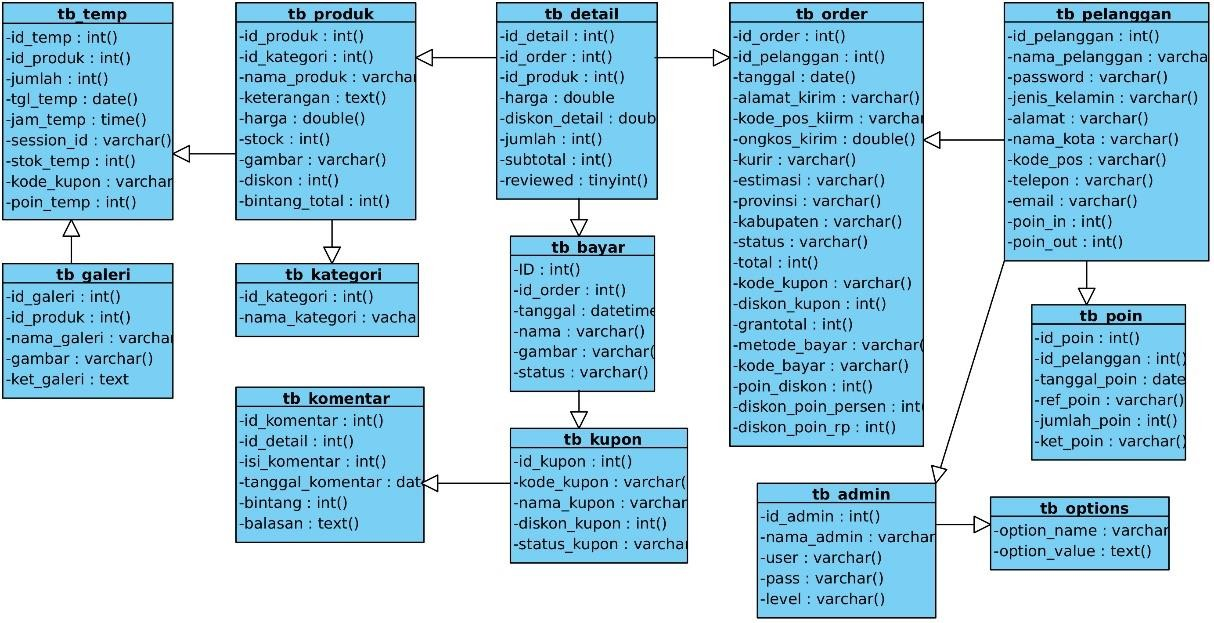 tb_temp
-id_temp : int()
-id_produk : int()
-jumlah : int()
-tgl_temp : date()
-jam_temp : time()
-session_id : varchar()
-stok_temp : int()
-kode_kupon : varchar
-poin_temp : int()
tb_produk
-id_produk : int()
-id_kategori : int()
-nama_produk : varchar
-keterangan : text()
-harga : double()
-stock : int()
-gambar : varchar()
-diskon : int()
-bintang_total : int()
tb_detail
-id_detail : int()
-id_order : int()
-id_produk : int()
-harga : double
-diskon_detail : doub
-jumlah : int()
-subtotal : int()
-reviewed : tinyint()
tb_order
-id_order : int()
-id_pelanggan : int()
-tanggal : date()
-alamat_kirim : varchar()
-kode_pos_kiirm : varchar
-ongkos_kirim : double()
-kurir : varchar()
-estimasi : varchar()
-provinsi : varchar()
-kabupaten : varchar()
-status : varchar()
-total : int()
-kode_kupon : varchar()
-diskon_kupon : int()
-grantotal : int()
-metode_bayar : varchar(
-kode_bayar : varchar()
-poin_diskon : int()
-diskon_poin_persen : int(
-diskon_poin_rp : int()
tb_pelanggan
-id_pelanggan : int()
-nama_pelanggan : varcha
-password : varchar()
-jenis_kelamin : varchar()
-alamat : varchar()
-nama_kota : varchar()
-kode_pos : varchar()
-telepon : varchar()
-email : varchar()
-poin_in : int()
-poin_out : int()
tb_galeri
-id_galeri : int()
-id_produk : int()
-nama_galeri : varchar
-gambar : varchar()
-ket_galeri : text
tb_kategori
-id_kategori : int()
-nama_kategori : vacha
tb_bayar
-ID : int()
-id_order : int()
-tanggal : datetime
-nama : varchar()
-gambar : varchar(
-status : varchar()
tb_poin
-id_poin : int()
-id_pelanggan : int()
-tanggal_poin : date
-ref_poin : varchar()
-jumlah_poin : int()
-ket_poin : varchar()
tb_komentar
-id_komentar : int()
-id_detail : int()
-isi_komentar : int()
-tanggal_komentar : dat
-bintang : int()
-balasan : text()
tb_kupon
-id_kupon : int()
-kode_kupon : varchar(
-nama_kupon : varchar
-diskon_kupon : int()
-status_kupon : varchar
tb_admin
-id_admin : int()
-nama_admin : varchar
-user : varchar()
-pass : varchar()
-level : varchar()
tb_options
-option_name : varchar
-option_value : text()